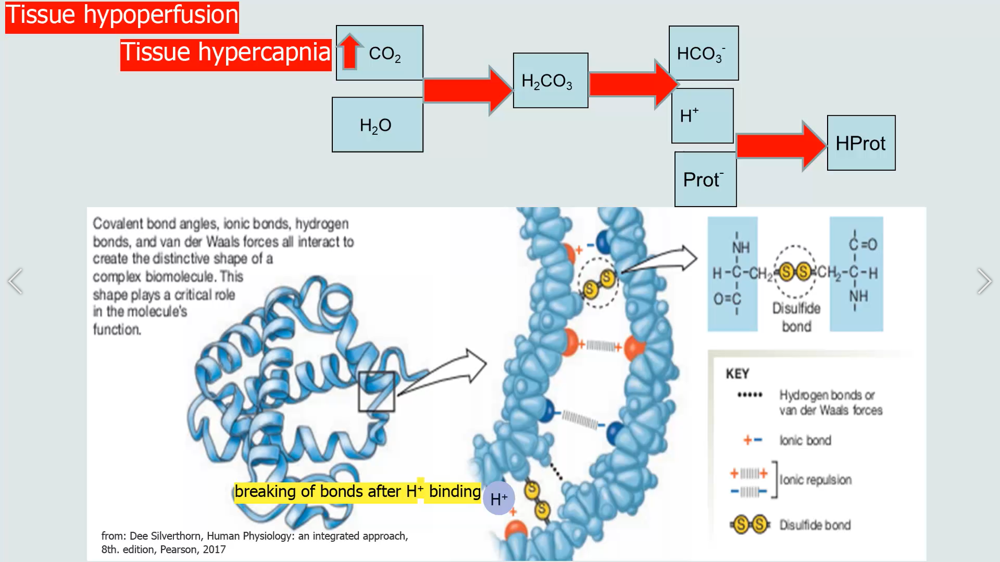 Tissue hypoperfusion
Tissue hypercapnia
CO₂
H₂O
H₂CO₃
HCO₃⁻
H⁺
Prot⁻
HProt
Covalent bond angles, ionic bonds, hydrogen
bonds, and van der Waals forces all interact to
create the distinctive shape of a
complex biomolecule. This
shape plays a critical role
in the molecule's
function.
+ −
S S
+ +
− −
S S
+
NH
H-C-CH₂-S-S-CH₂-C-H
O=C
C=O
NH
Disulfide
bond
KEY
Hydrogen bonds or
van der Waals forces
+− Ionic bond
+ +
− −
Ionic repulsion
S S Disulfide bond
breaking of bonds after H⁺ binding
H⁺
from: Dee Silverthorn, Human Physiology: an integrated approach,
8th. edition, Pearson, 2017